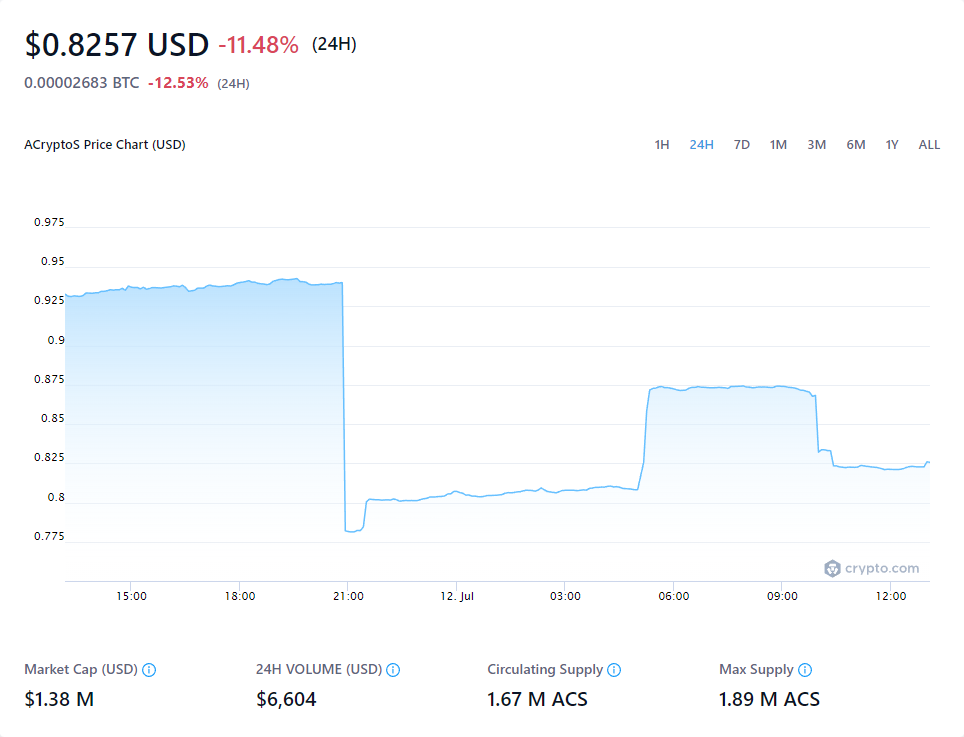 $0.8257 USD -11.48% (24H)
0.00002683 BTC -12.53% (24H)
ACryptoS Price Chart (USD) 1H 24H 7D 1M 3M 6M 1Y ALL
0.975
0.95
0.925
0.9
0.875
0.85
0.825
0.8
0.775
crypto.com
15:00 18:00 21:00 12. Jul 03:00 06:00 09:00 12:00
Market Cap (USD) 24H VOLUME (USD) Circulating Supply Max Supply
$1.38 M $6,604 1.67 M ACS 1.89 M ACS